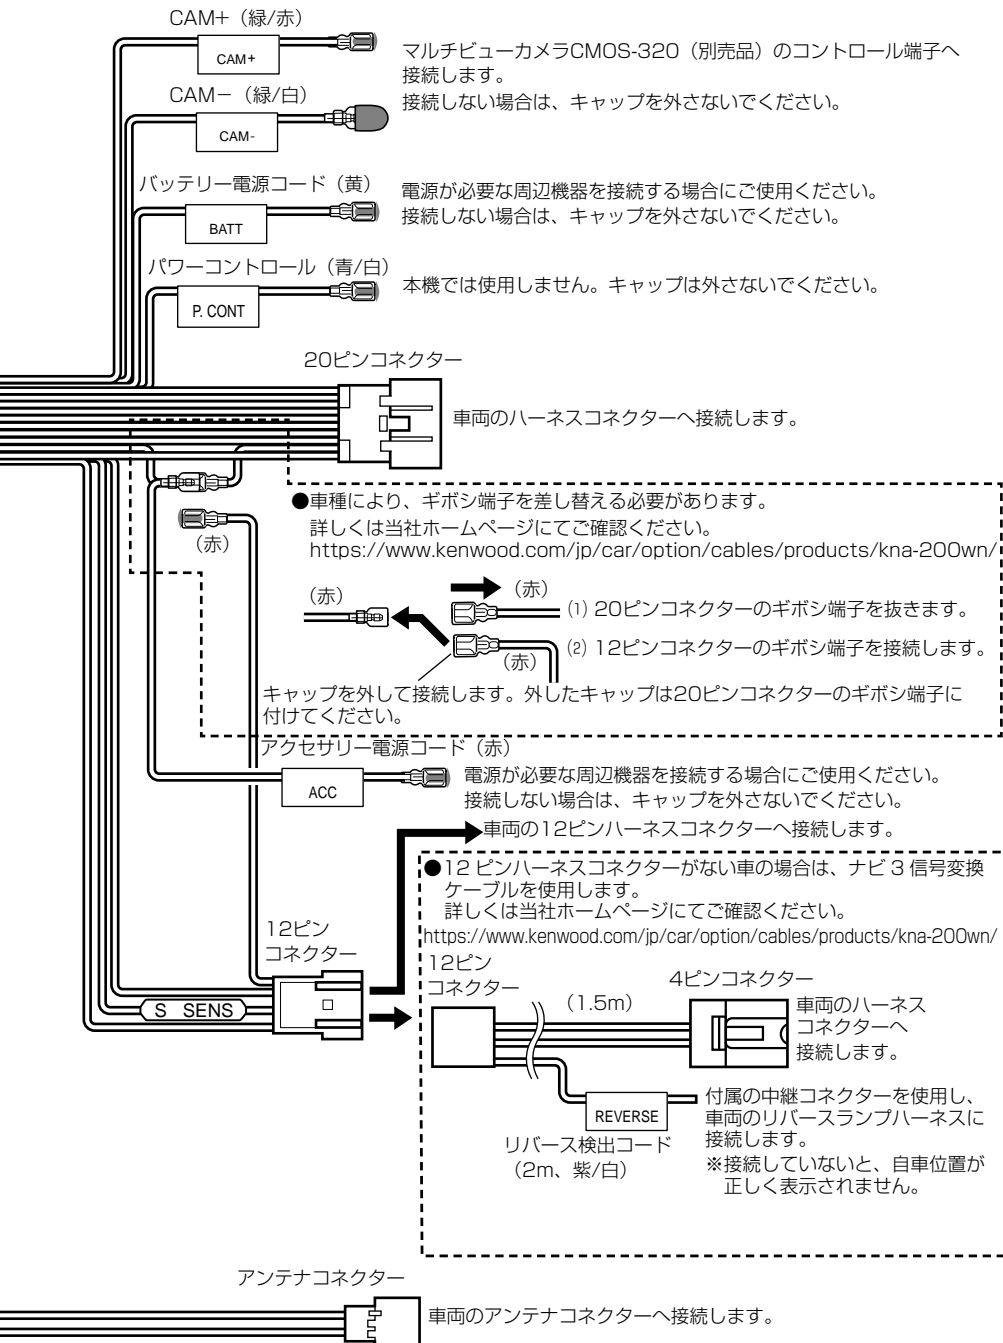 CAM+（緑/赤）
CAM+
マルチビューカメラCMOS-320（別売品）のコントロール端子へ
接続します。
接続しない場合は、キャップを外さないでください。
CAM－（緑/白）
CAM-
バッテリー電源コード（黄）
BATT
電源が必要な周辺機器を接続する場合にご使用ください。
接続しない場合は、キャップを外さないでください。
パワーコントロール（青/白）
P. CONT
本機では使用しません。キャップは外さないでください。
20ピンコネクター
車両のハーネスコネクターへ接続します。
（赤）
●車種により、ギボシ端子を差し替える必要があります。
詳しくは当社ホームページにてご確認ください。
https://www.kenwood.com/jp/car/option/cables/products/kna-200wn/
（赤）
（赤）
⑴ 20ピンコネクターのギボシ端子を抜きます。
⑵ 12ピンコネクターのギボシ端子を接続します。
（赤）
キャップを外して接続します。外したキャップは20ピンコネクターのギボシ端子に
付けてください。
アクセサリー電源コード（赤）
ACC
電源が必要な周辺機器を接続する場合にご使用ください。
接続しない場合は、キャップを外さないでください。
車両の12ピンハーネスコネクターへ接続します。
●12 ピンハーネスコネクターがない車の場合は、ナビ 3 信号変換
ケーブルを使用します。
詳しくは当社ホームページにてご確認ください。
https://www.kenwood.com/jp/car/option/cables/products/kna-200wn/
12ピン
コネクター
S SENS
12ピン
コネクター
（1.5m）
4ピンコネクター
車両のハーネス
コネクターへ
接続します。
REVERSE
リバース検出コード
（2m、紫/白）
付属の中継コネクターを使用し、
車両のリバースランプハーネスに
接続します。
※接続していないと、自車位置が
正しく表示されません。
アンテナコネクター
車両のアンテナコネクターへ接続します。